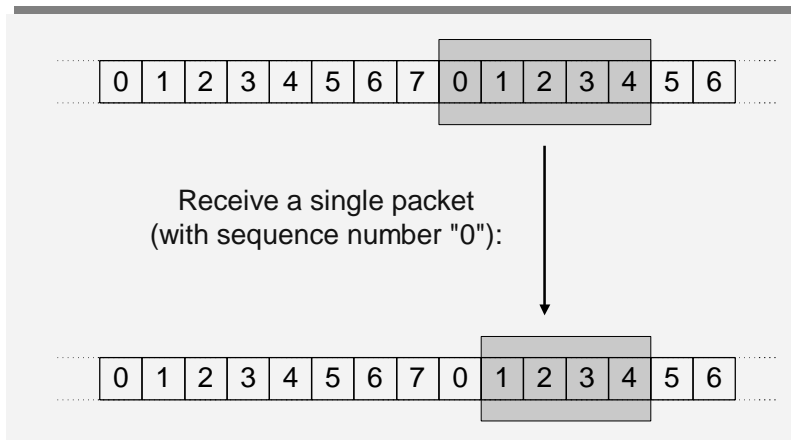 0 1 2 3 4 5 6 7 0 1 2 3 4 5 6
Receive a single packet
(with sequence number "0"):
0 1 2 3 4 5 6 7 0 1 2 3 4 5 6